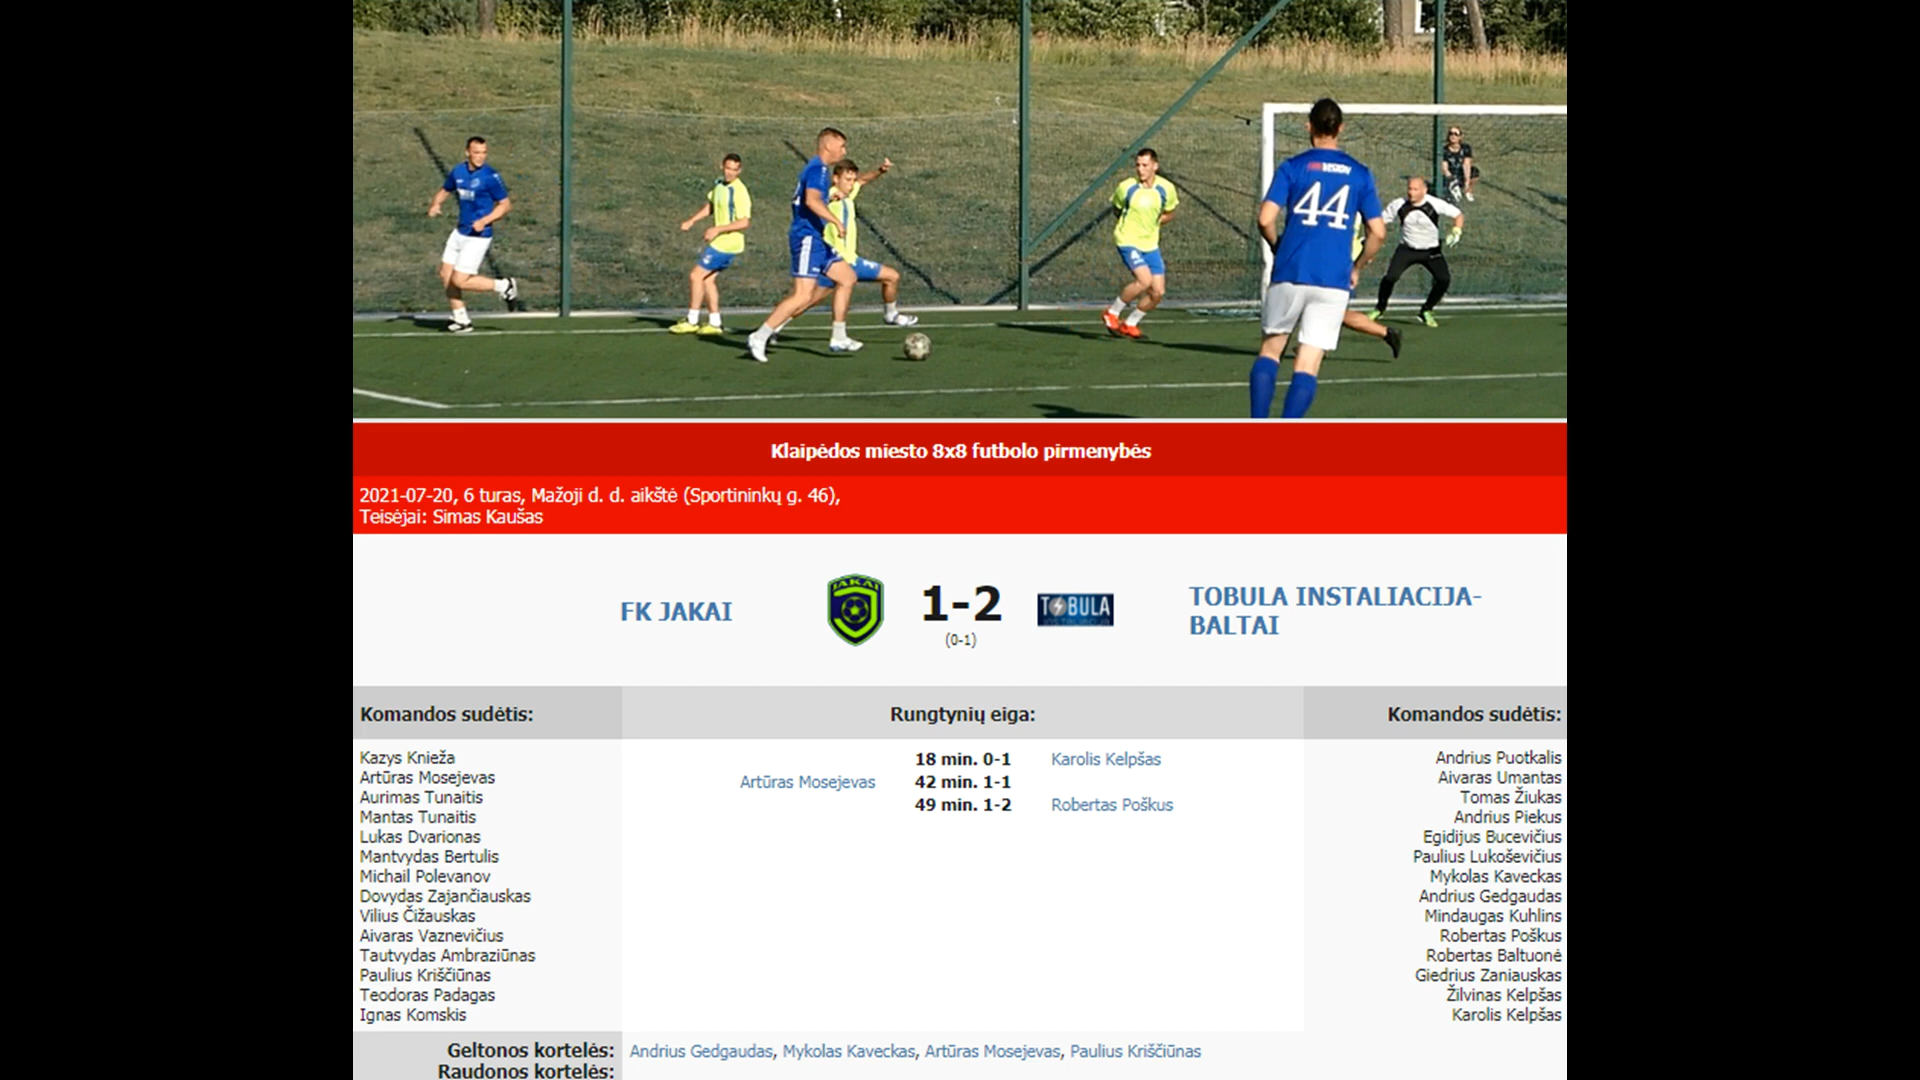 44
Klaipėdos miesto 8x8 futbolo pirmenybės
2021-07-20, 6 turas, Mažoji d. d. aikštė (Sportininkų g. 46),
Teisėjai: Simas Kaušas
FK JAKAI
JAKAI
1-2
(0-1)
TOBULA
TOBULA INSTALIACIJA-
BALTAI
Komandos sudėtis:
Rungtynių eiga:
Komandos sudėtis:
Kazys Knieža
Artūras Mosejevas
Aurimas Tunaitis
Mantas Tunaitis
Lukas Dvarionas
Mantvydas Bertulis
Michail Polevanov
Dovydas Zajančiauskas
Vilius Čižauskas
Aivaras Vaznevičius
Tautvydas Ambraziūnas
Paulius Kriščiūnas
Teodoras Padagas
Ignas Komskis
18 min. 0-1 Karolis Kelpšas
Artūras Mosejevas 42 min. 1-1
49 min. 1-2 Robertas Poškus
Andrius Puotkalis
Aivaras Umantas
Tomas Žiukas
Andrius Piekus
Egidijus Bucevičius
Paulius Lukoševičius
Mykolas Kaveckas
Andrius Gedgaudas
Mindaugas Kuhlins
Robertas Poškus
Robertas Baltuonė
Giedrius Zaniauskas
Žilvinas Kelpšas
Karolis Kelpšas
Geltonos kortelės: Andrius Gedgaudas, Mykolas Kaveckas, Artūras Mosejevas, Paulius Kriščiūnas
Raudonos kortelės: